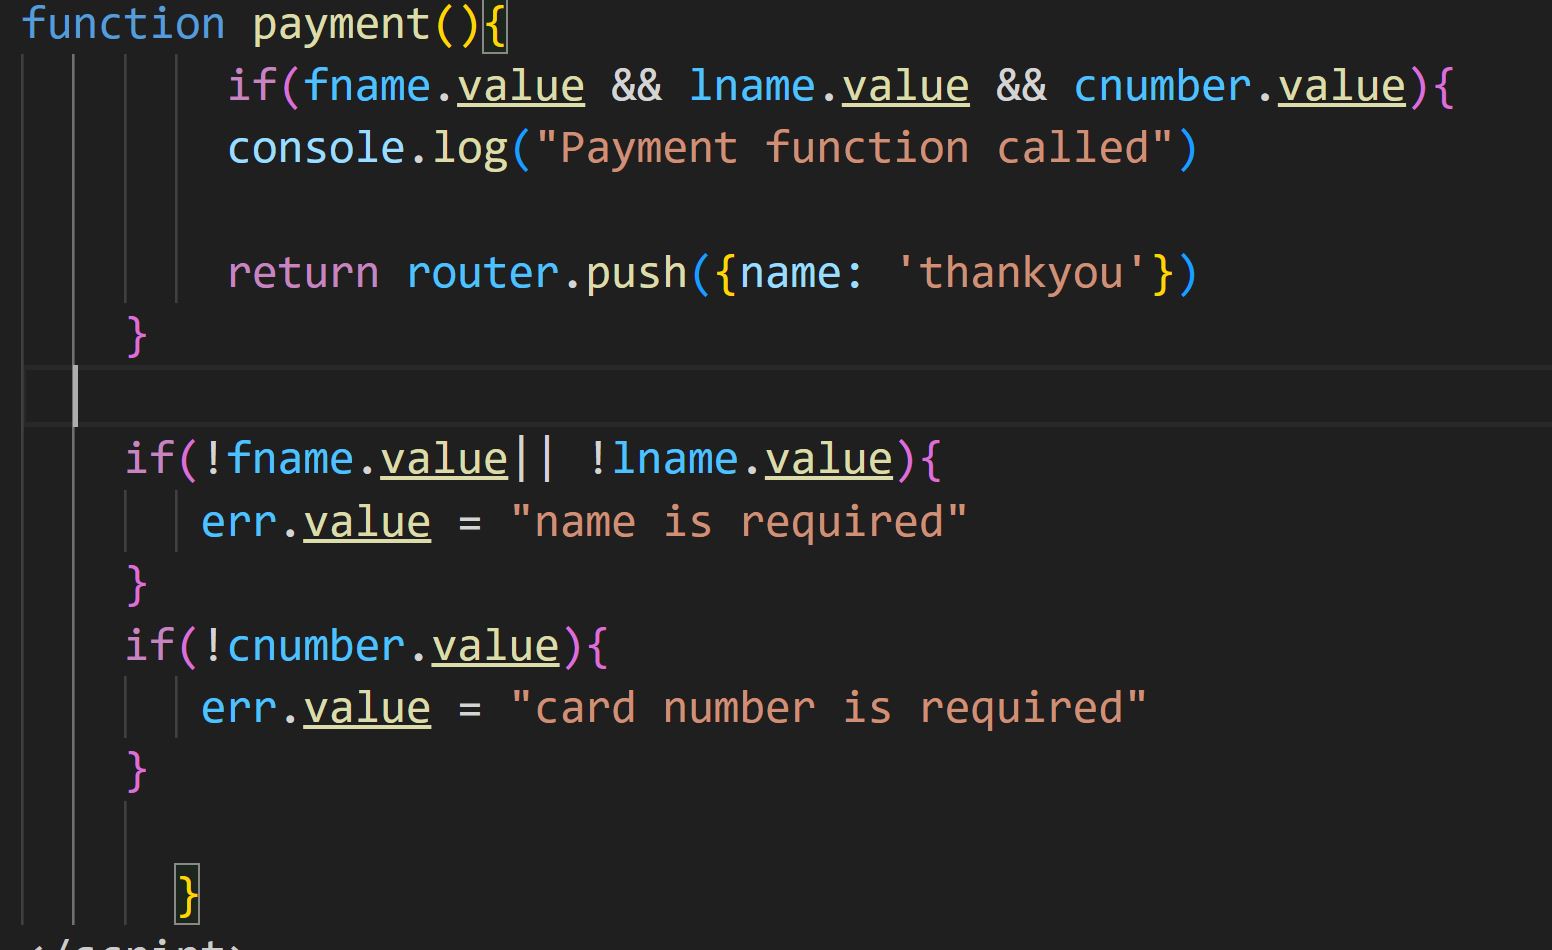 function payment(){
if(fname.value && lname.value && cnumber.value){
console.log("Payment function called")
return router.push({name: 'thankyou'})
}
if(!fname.value|| !lname.value){
err.value = "name is required"
}
if(!cnumber.value){
err.value = "card number is required"
}
}
</script>